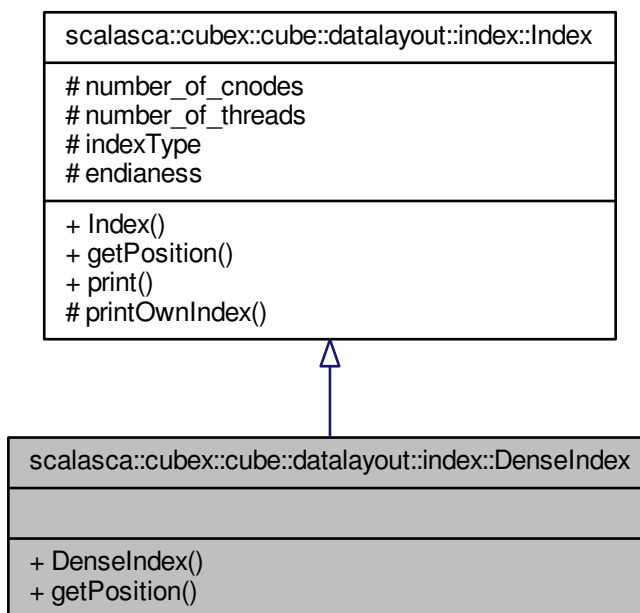 scalasca::cubex::cube::datalayout::index::Index
# number_of_cnodes
# number_of_threads
# indexType
# endianess
+ Index()
+ getPosition()
+ print()
# printOwnIndex()
scalasca::cubex::cube::datalayout::index::DenseIndex
+ DenseIndex()
+ getPosition()